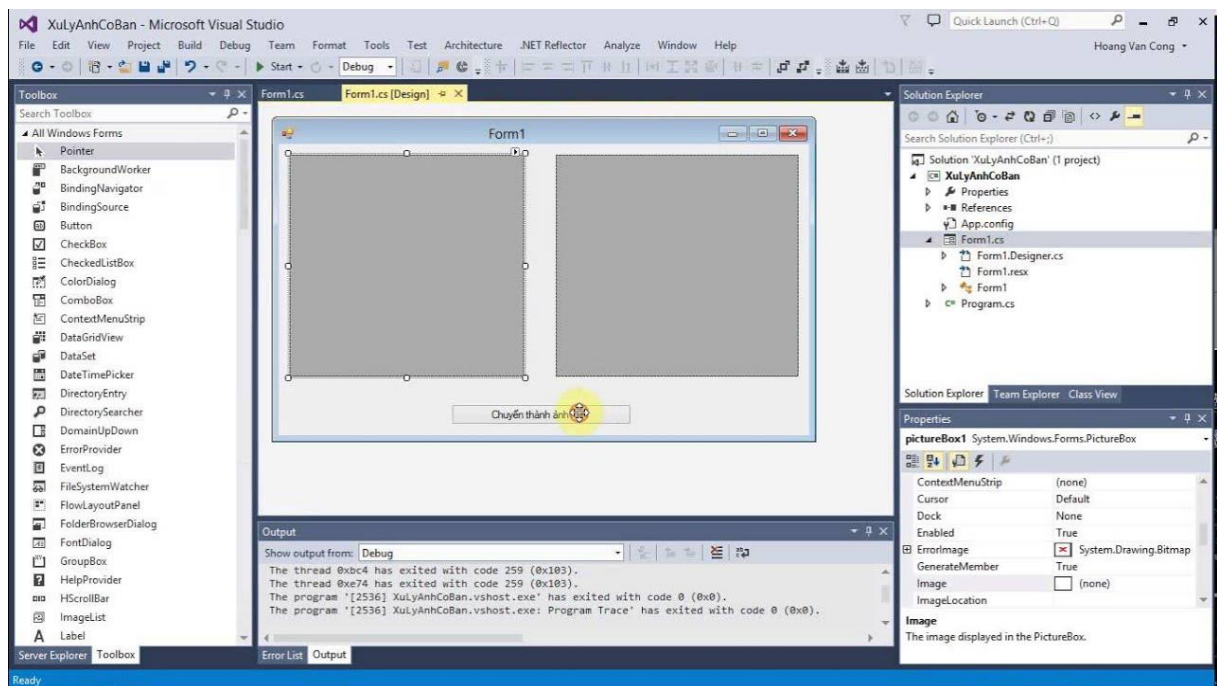 XuLyAnhCoBan - Microsoft Visual Studio
Quick Launch (Ctrl+Q)
File Edit View Project Build Debug Team Format Tools Test Architecture .NET Reflector Analyze Window Help
Hoang Van Cong
Start Debug
Toolbox
Search Toolbox
All Windows Forms
Pointer
BackgroundWorker
BindingNavigator
BindingSource
Button
CheckBox
CheckedListBox
ColorDialog
ComboBox
ContextMenuStrip
DataGridView
DataSet
DateTimePicker
DirectoryEntry
DirectorySearcher
DomainUpDown
ErrorProvider
EventLog
FileSystemWatcher
FlowLayoutPanel
FolderBrowserDialog
FontDialog
GroupBox
HelpProvider
HScrollBar
ImageList
Label
Server Explorer Toolbox
Form1.cs Form1.cs [Design]
Form1
Chuyển thành ảnh
Output
Show output from: Debug
The thread 0xbc4 has exited with code 259 (0x103).
The thread 0xe74 has exited with code 259 (0x103).
The program '[2536] XuLyAnhCoBan.vshost.exe' has exited with code 0 (0x0).
The program '[2536] XuLyAnhCoBan.vshost.exe: Program Trace' has exited with code 0 (0x0).
Error List Output
Solution Explorer
Search Solution Explorer (Ctrl+;)
Solution 'XuLyAnhCoBan' (1 project)
XuLyAnhCoBan
Properties
References
App.config
Form1.cs
Form1.Designer.cs
Form1.resx
Form1
Program.cs
Solution Explorer Team Explorer Class View
Properties
pictureBox1 System.Windows.Forms.PictureBox
ContextMenuStrip (none)
Cursor Default
Dock None
Enabled True
ErrorImage System.Drawing.Bitmap
GenerateMember True
Image (none)
ImageLocation
Image
The image displayed in the PictureBox.
Ready